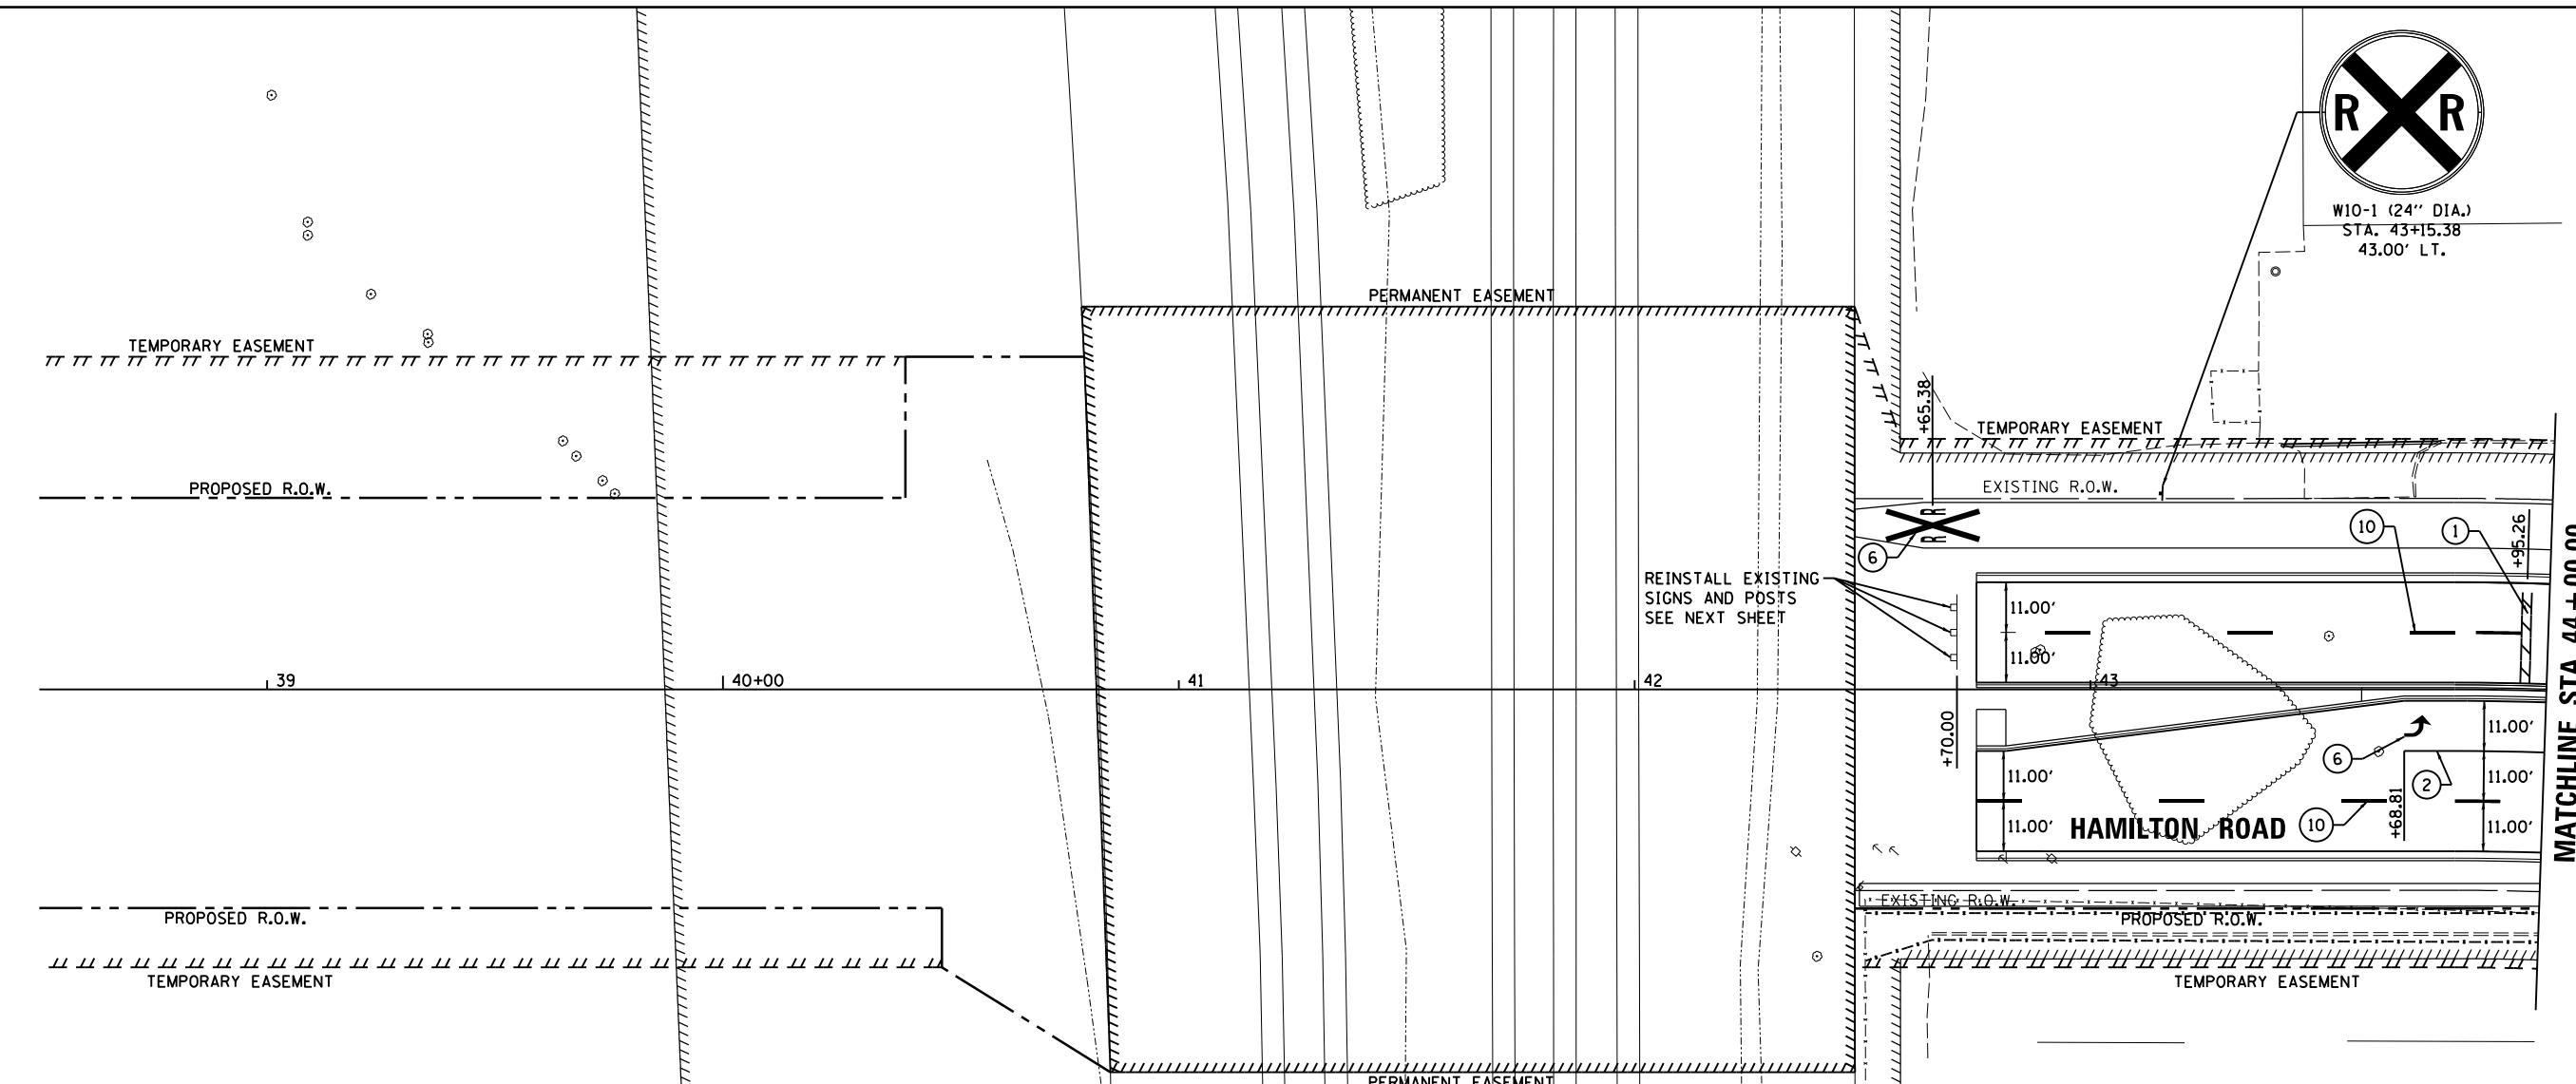 R R
W10-1 (24'' DIA.)
STA. 43+15.38
43.00' LT.
PERMANENT EASEMENT
TEMPORARY EASEMENT
+65.38
TEMPORARY EASEMENT
PROPOSED R.O.W.
EXISTING R.O.W.
R R
6
10
1
+95.26
REINSTALL EXISTING
SIGNS AND POSTS
SEE NEXT SHEET
11.00'
11.00'
39
40+00
41
42
43
MATCHLINE STA. 44+00.00
+70.00
11.00'
6
11.00'
11.00'
2
+68.81
11.00'
HAMILTON ROAD
10
11.00'
EXISTING R.O.W.
PROPOSED R.O.W.
PROPOSED R.O.W.
TEMPORARY EASEMENT
TEMPORARY EASEMENT
PERMANENT EASEMENT